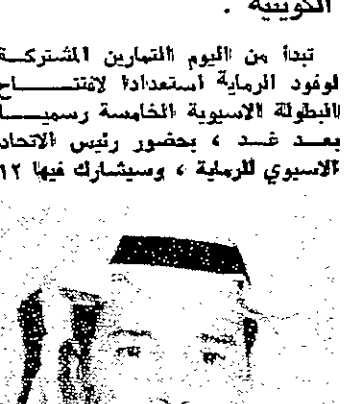 الكويتية .
تبدأ من اليوم التمارين المشتركة
لوفود الرماية استعدادا لافتتاح
البطولة الاسيوية الخامسة رسميا
بعد غد ، بحضور رئيس الاتحاد
الاسيوي للرماية ، وسيشارك فيها ١٢